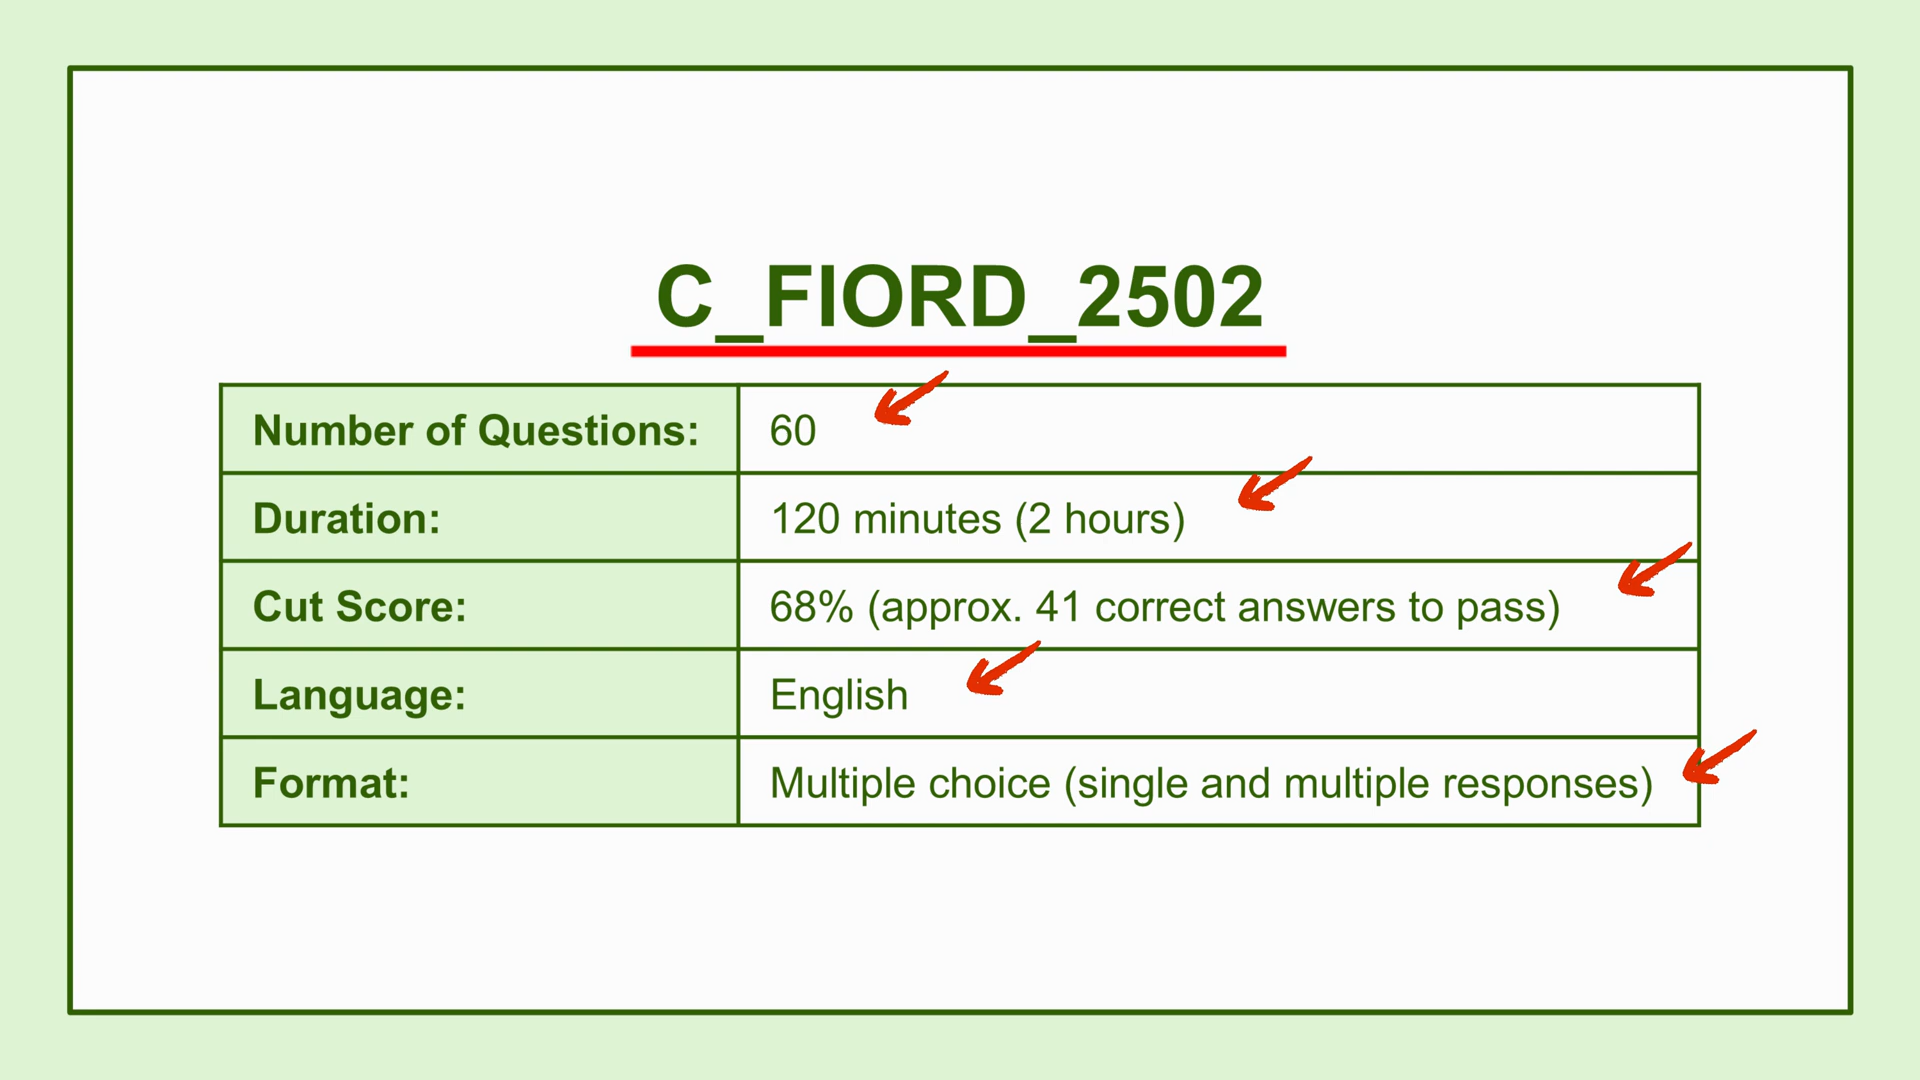 C_FIORD_2502
Number of Questions: 60
Duration: 120 minutes (2 hours)
Cut Score: 68% (approx. 41 correct answers to pass)
Language: English
Format: Multiple choice (single and multiple responses)